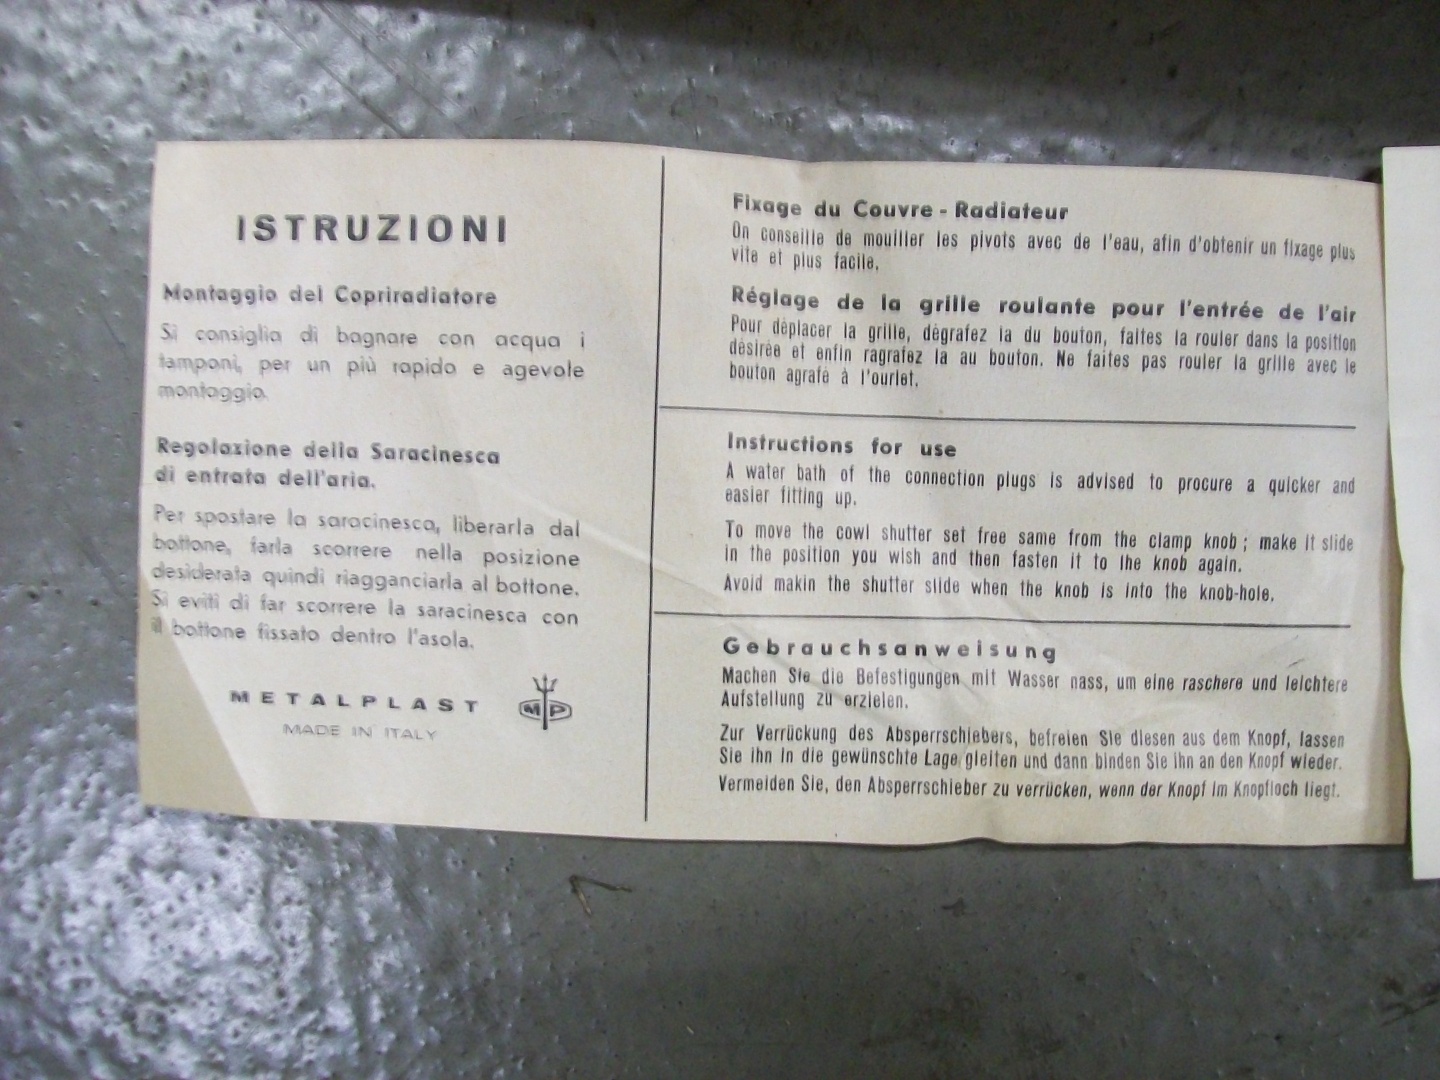 ISTRUZIONI
Montaggio del Copriradiatore
Si consiglia di bagnare con acqua i
tamponi, per un più rapido e agevole
montaggio.
Regolazione della Saracinesca
di entrata dell'aria.
Per spostare la saracinesca, liberarla dal
bottone, farla scorrere nella posizione
desiderata quindi riagganciarla al bottone.
Si eviti di far scorrere la saracinesca con
il bottone fissato dentro l'asola.
METALPLAST
MP
MADE IN ITALY
Fixage du Couvre - Radiateur
On conseille de mouiller les pivots avec de l'eau, afin d'obtenir un fixage plus
vite et plus facile.
Réglage de la grille roulante pour l'entrée de l'air
Pour déplacer la grille, dégrafez la du bouton, faites la rouler dans la position
désirée et enfin ragrafez la au bouton. Ne faites pas rouler la grille avec le
bouton agrafé à l'ourlet.
Instructions for use
A water bath of the connection plugs is advised to procure a quicker and
easier fitting up.
To move the cowl shutter set free same from the clamp knob ; make it slide
in the position you wish and then fasten it to the knob again.
Avoid makin the shutter slide when the knob is into the knob-hole.
Gebrauchsanweisung
Machen Sie die Befestigungen mit Wasser nass, um eine raschere und leichtere
Aufstellung zu erzielen.
Zur Verrückung des Absperrschiebers, befreien Sie diesen aus dem Knopf, lassen
Sie ihn in die gewünschte Lage gleiten und dann binden Sie ihn an den Knopf wieder.
Vermeiden Sie, den Absperrschieber zu verrücken, wenn der Knopf im Knopfloch liegt.